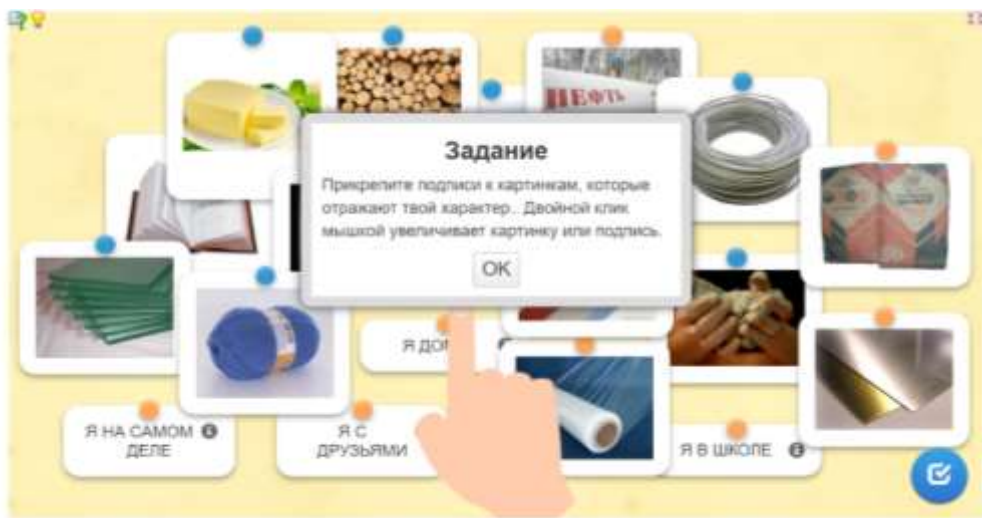 НЕФТЬ
Задание
Прикрепите подписи к картинкам, которые
отражают твой характер.. Двойной клик
мышкой увеличивает картинку или подпись.
OK
Я ДО
Я НА САМОМ
ДЕЛЕ
Я С
ДРУЗЬЯМИ
Я В ШКОЛЕ